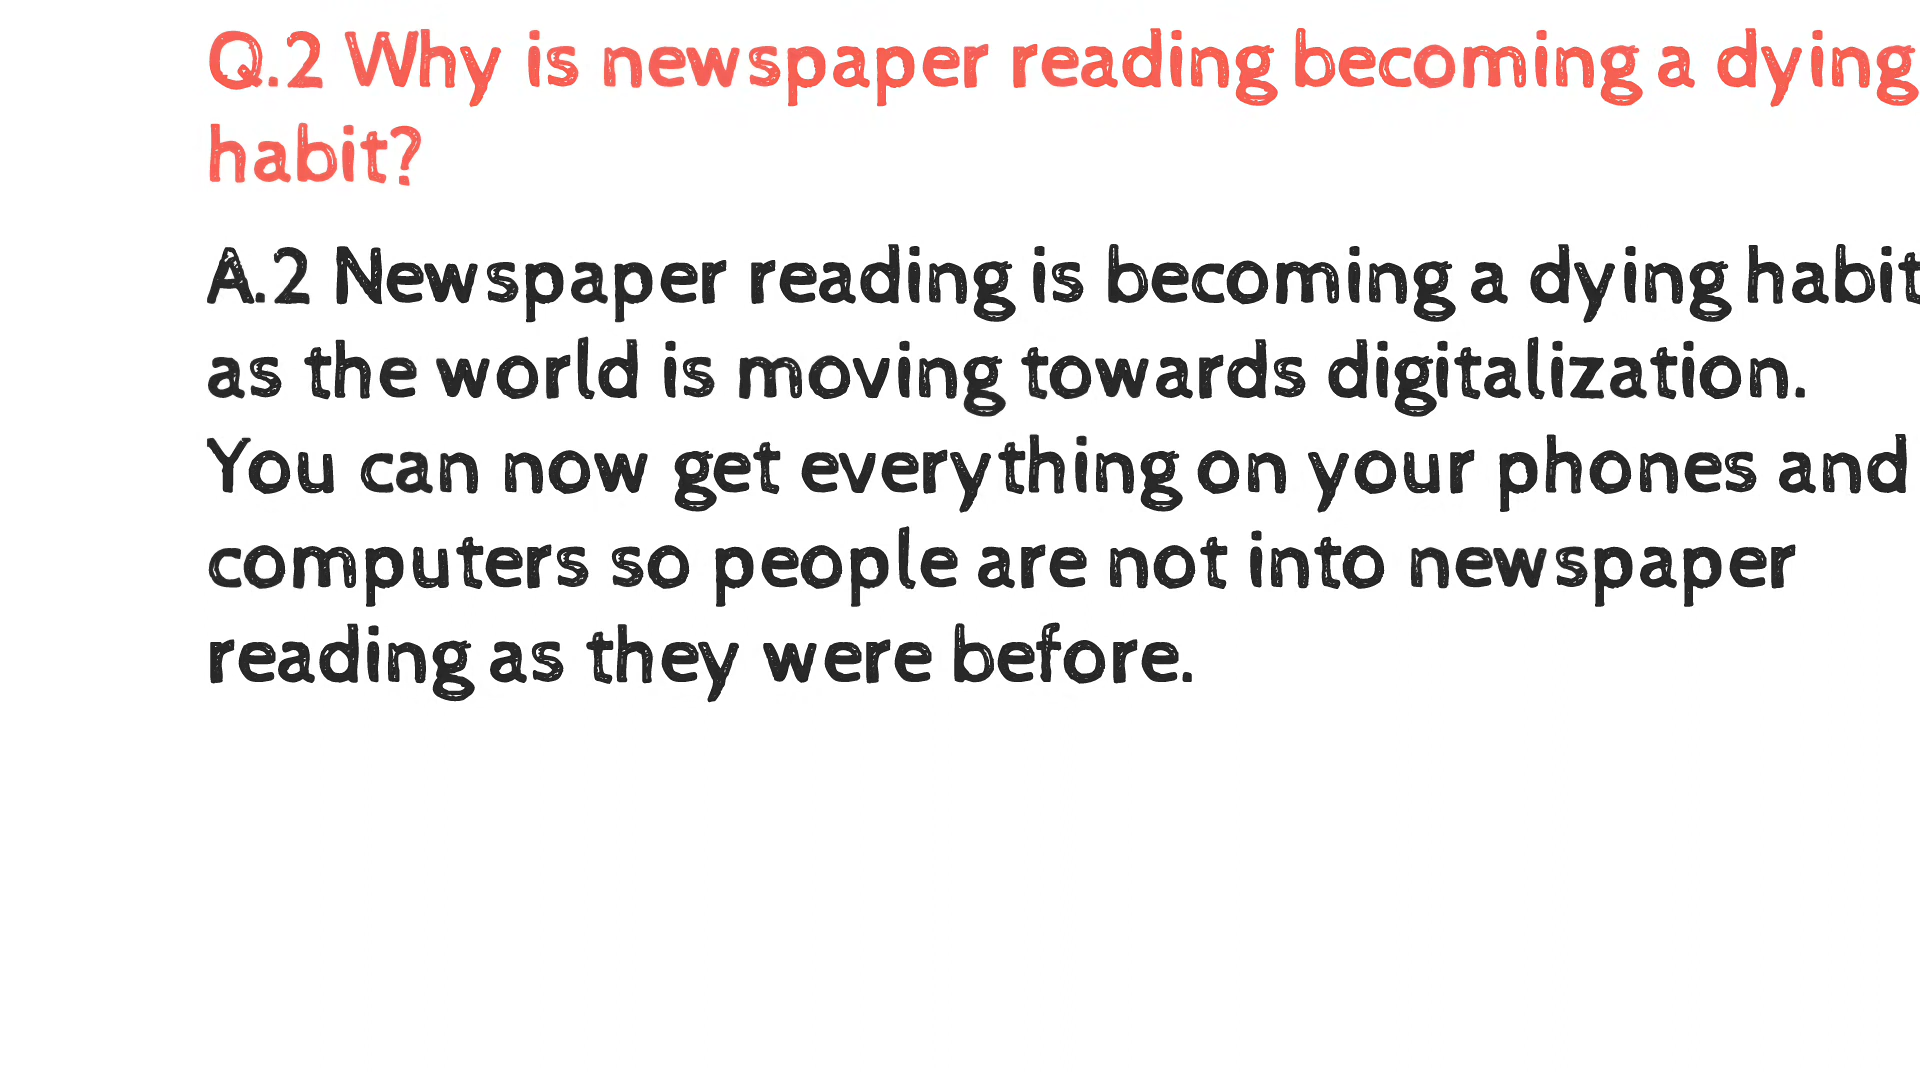 Q.2 Why is newspaper reading becoming a dying
habit?
A.2 Newspaper reading is becoming a dying habit
as the world is moving towards digitalization.
You can now get everything on your phones and
computers so people are not into newspaper
reading as they were before.